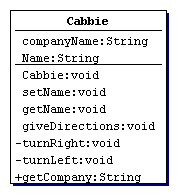 Cabbie
companyName:String
Name:String
Cabbie:void
setName:void
getName:void
giveDirections:void
-turnRight:void
-turnLeft:void
+getCompany:String